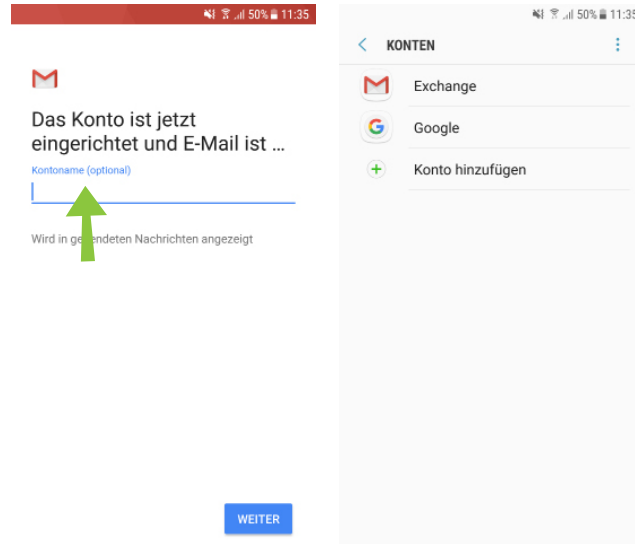 50% 11:35
Das Konto ist jetzt
eingerichtet und E-Mail ist ...
Kontoname (optional)
Wird in gesendeten Nachrichten angezeigt
WEITER
50% 11:35
KONTEN
Exchange
Google
Konto hinzufügen